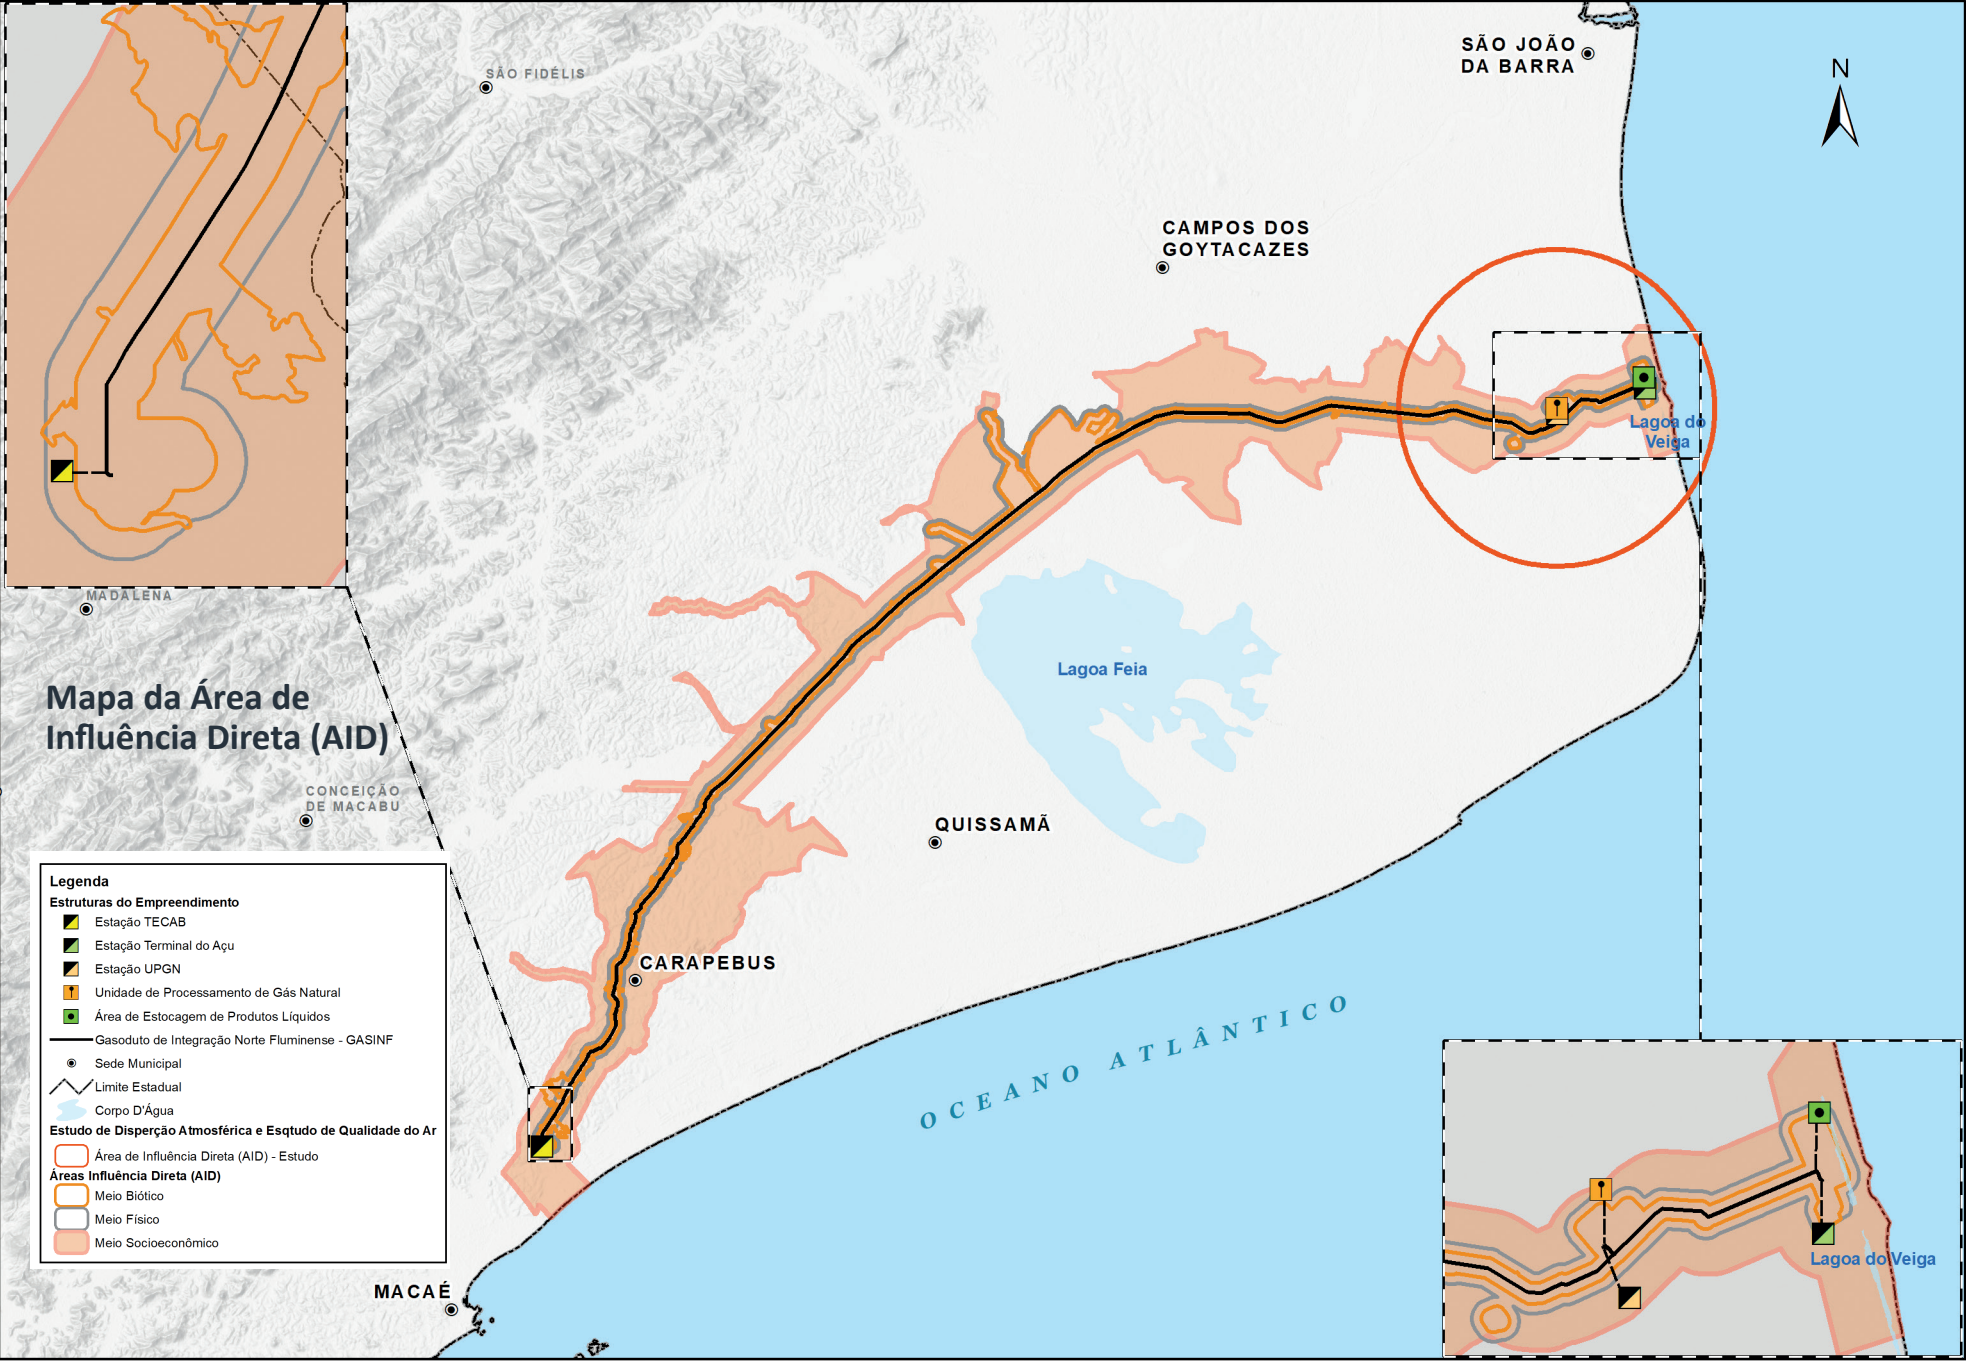 SÃO JOÃO
DA BARRA
N
SÃO FIDÉLIS
CAMPOS DOS
GOYTACAZES
Lagoa do
Veiga
MADALENA
Lagoa Feia
Mapa da Área de
Influência Direta (AID)
CONCEIÇÃO
DE MACABU
QUISSAMÃ
CARAPEBUS
OCEANO ATLÂNTICO
Legenda
Estruturas do Empreendimento
Estação TECAB
Estação Terminal do Açu
Estação UPGN
Unidade de Processamento de Gás Natural
Área de Estocagem de Produtos Líquidos
Gasoduto de Integração Norte Fluminense - GASINF
Sede Municipal
Limite Estadual
Corpo D'Água
Estudo de Disperção Atmosférica e Esqtudo de Qualidade do Ar
Área de Influência Direta (AID) - Estudo
Áreas Influência Direta (AID)
Meio Biótico
Meio Físico
Meio Socioeconômico
Lagoa do Veiga
MACAÉ